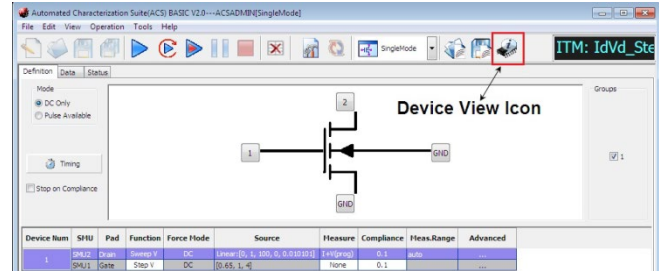 Automated Characterization Suite(ACS) BASIC V2.0---ACSADMIN[SingleMode]
File Edit View Operation Tools Help
SingleMode
ITM: IdVd_Ste
Definition Data Status
Mode
DC Only
Pulse Available
Timing
Stop on Compliance
2
1
GND
GND
Device View Icon
Groups
1
Device Num SMU Pad Function Force Mode Source Measure Compliance Meas.Range Advanced
1 SMU2 Drain Sweep V DC Linear:[0, 1, 100, 0, 0.010101] I+V(prog) 0.1 auto ...
SMU1 Gate Step V DC [0.65, 1, 4] None 0.1 ...